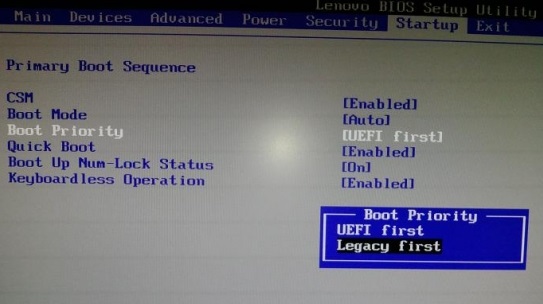 Lenovo BIOS Setup Utility
Main Devices Advanced Power Security Startup Exit
Primary Boot Sequence
CSM [Enabled]
Boot Mode [Auto]
Boot Priority [UEFI first]
Quick Boot [Enabled]
Boot Up Num-Lock Status [On]
Keyboardless Operation [Enabled]
Boot Priority
UEFI first
Legacy first